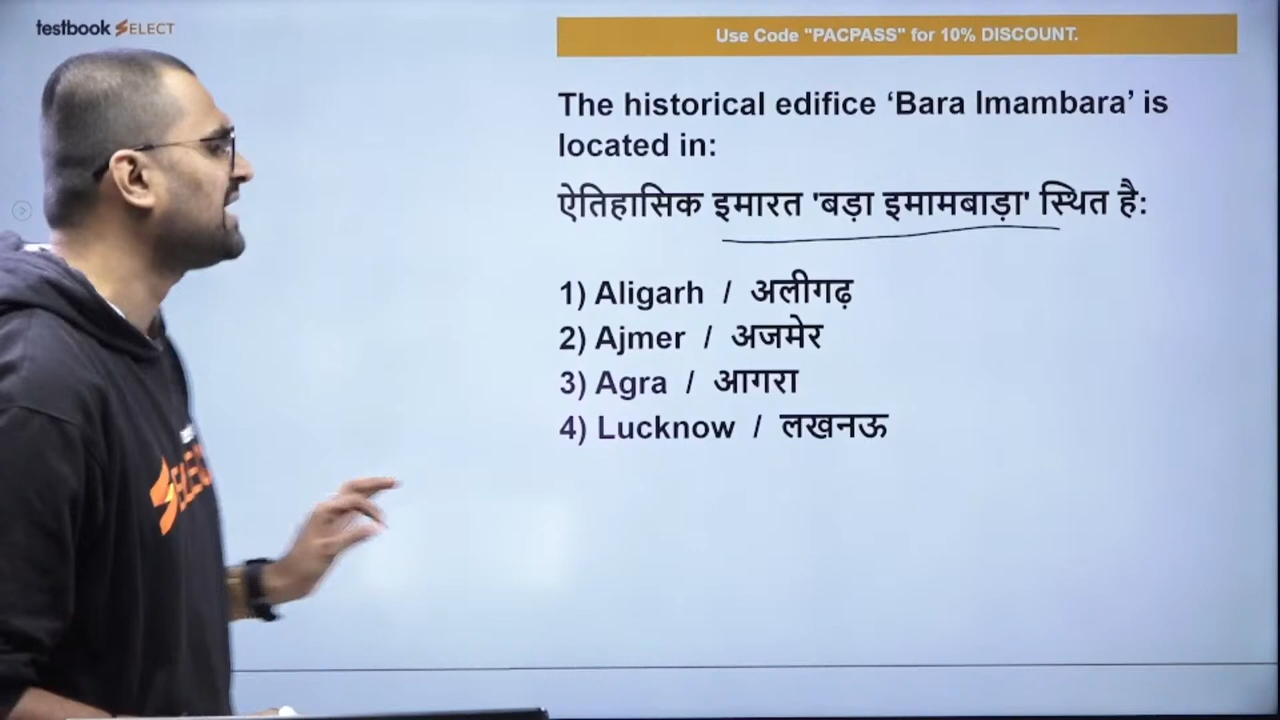 testbook SELECT
Use Code "PACPASS" for 10% DISCOUNT.
The historical edifice ‘Bara Imambara’ is
located in:
ऐतिहासिक इमारत 'बड़ा इमामबाड़ा' स्थित है:
1) Aligarh / अलीगढ़
2) Ajmer / अजमेर
3) Agra / आगरा
4) Lucknow / लखनऊ
SELEC